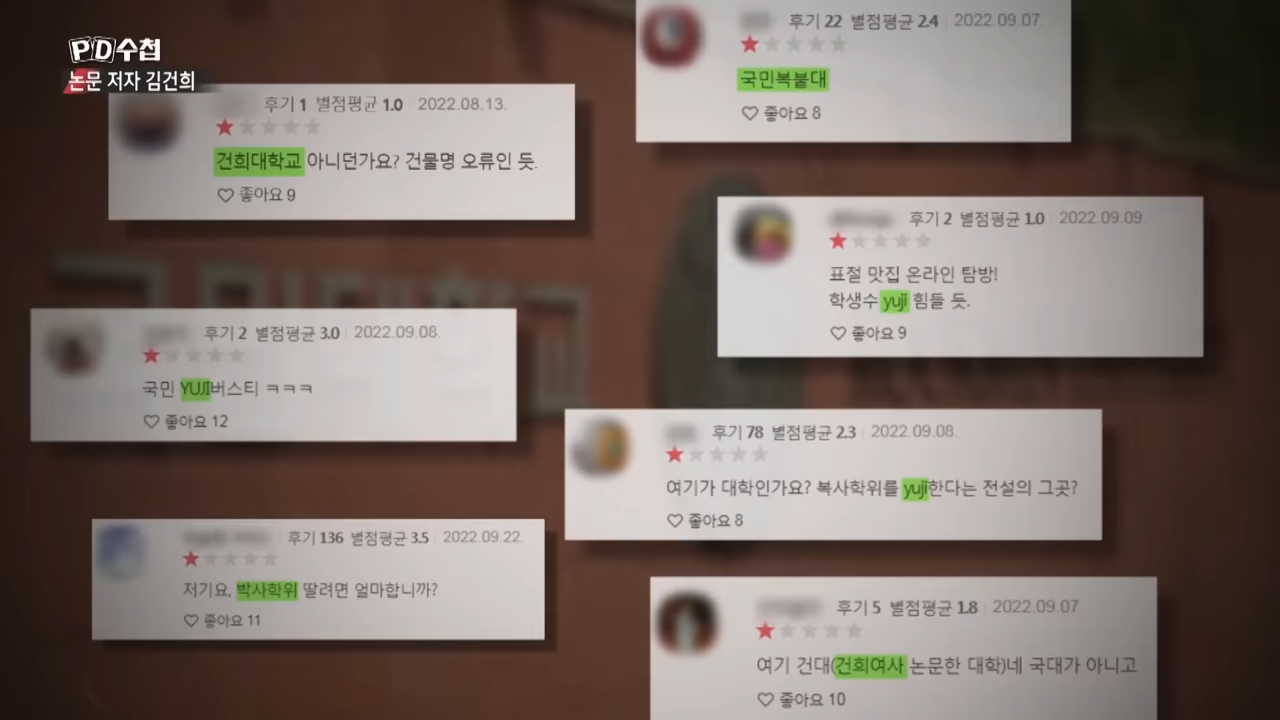 PD수첩
논문 저자 김건희
후기 22 별점평균 2.4 2022.09.07.
국민복붙대
좋아요 8
후기 1 별점평균 1.0 2022.08.13.
건희대학교 아니던가요? 건물명 오류인 듯.
좋아요 9
후기 2 별점평균 1.0 2022.09.09.
표절 맛집 온라인 탐방!
학생수 yuji 힘들 듯.
좋아요 9
후기 2 별점평균 3.0 2022.09.08.
국민 YUJI버스티 ㅋㅋㅋ
좋아요 12
후기 78 별점평균 2.3 2022.09.08.
여기가 대학인가요? 복사학위를 yuji한다는 전설의 그곳?
좋아요 8
후기 136 별점평균 3.5 2022.09.22.
저기요, 박사학위 딸려면 얼마합니까?
좋아요 11
후기 5 별점평균 1.8 2022.09.07.
여기 건대(건희여사 논문한 대학)네 국대가 아니고
좋아요 10